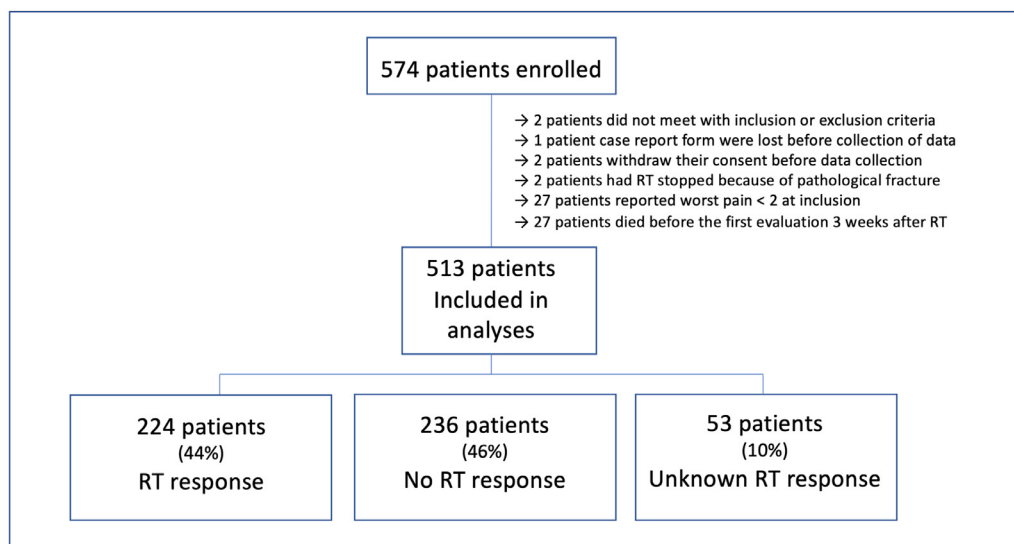 574 patients enrolled
→ 2 patients did not meet with inclusion or exclusion criteria
→ 1 patient case report form were lost before collection of data
→ 2 patients withdraw their consent before data collection
→ 2 patients had RT stopped because of pathological fracture
→ 27 patients reported worst pain < 2 at inclusion
→ 27 patients died before the first evaluation 3 weeks after RT
513 patients
Included in
analyses
224 patients
(44%)
RT response
236 patients
(46%)
No RT response
53 patients
(10%)
Unknown RT response